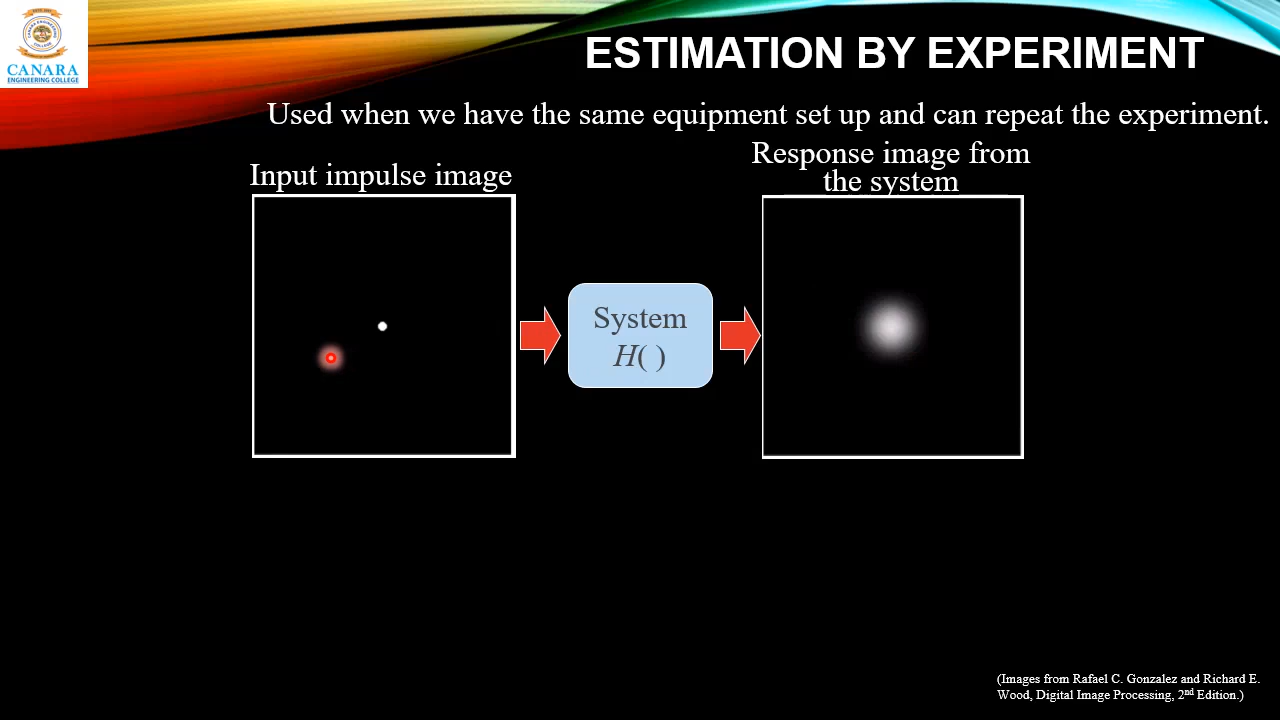 CANARA
ENGINEERING COLLEGE
ESTIMATION BY EXPERIMENT
Used when we have the same equipment set up and can repeat the experiment.
Input impulse image
Response image from
the system
System
H( )
(Images from Rafael C. Gonzalez and Richard E.
Wood, Digital Image Processing, 2nd Edition.)